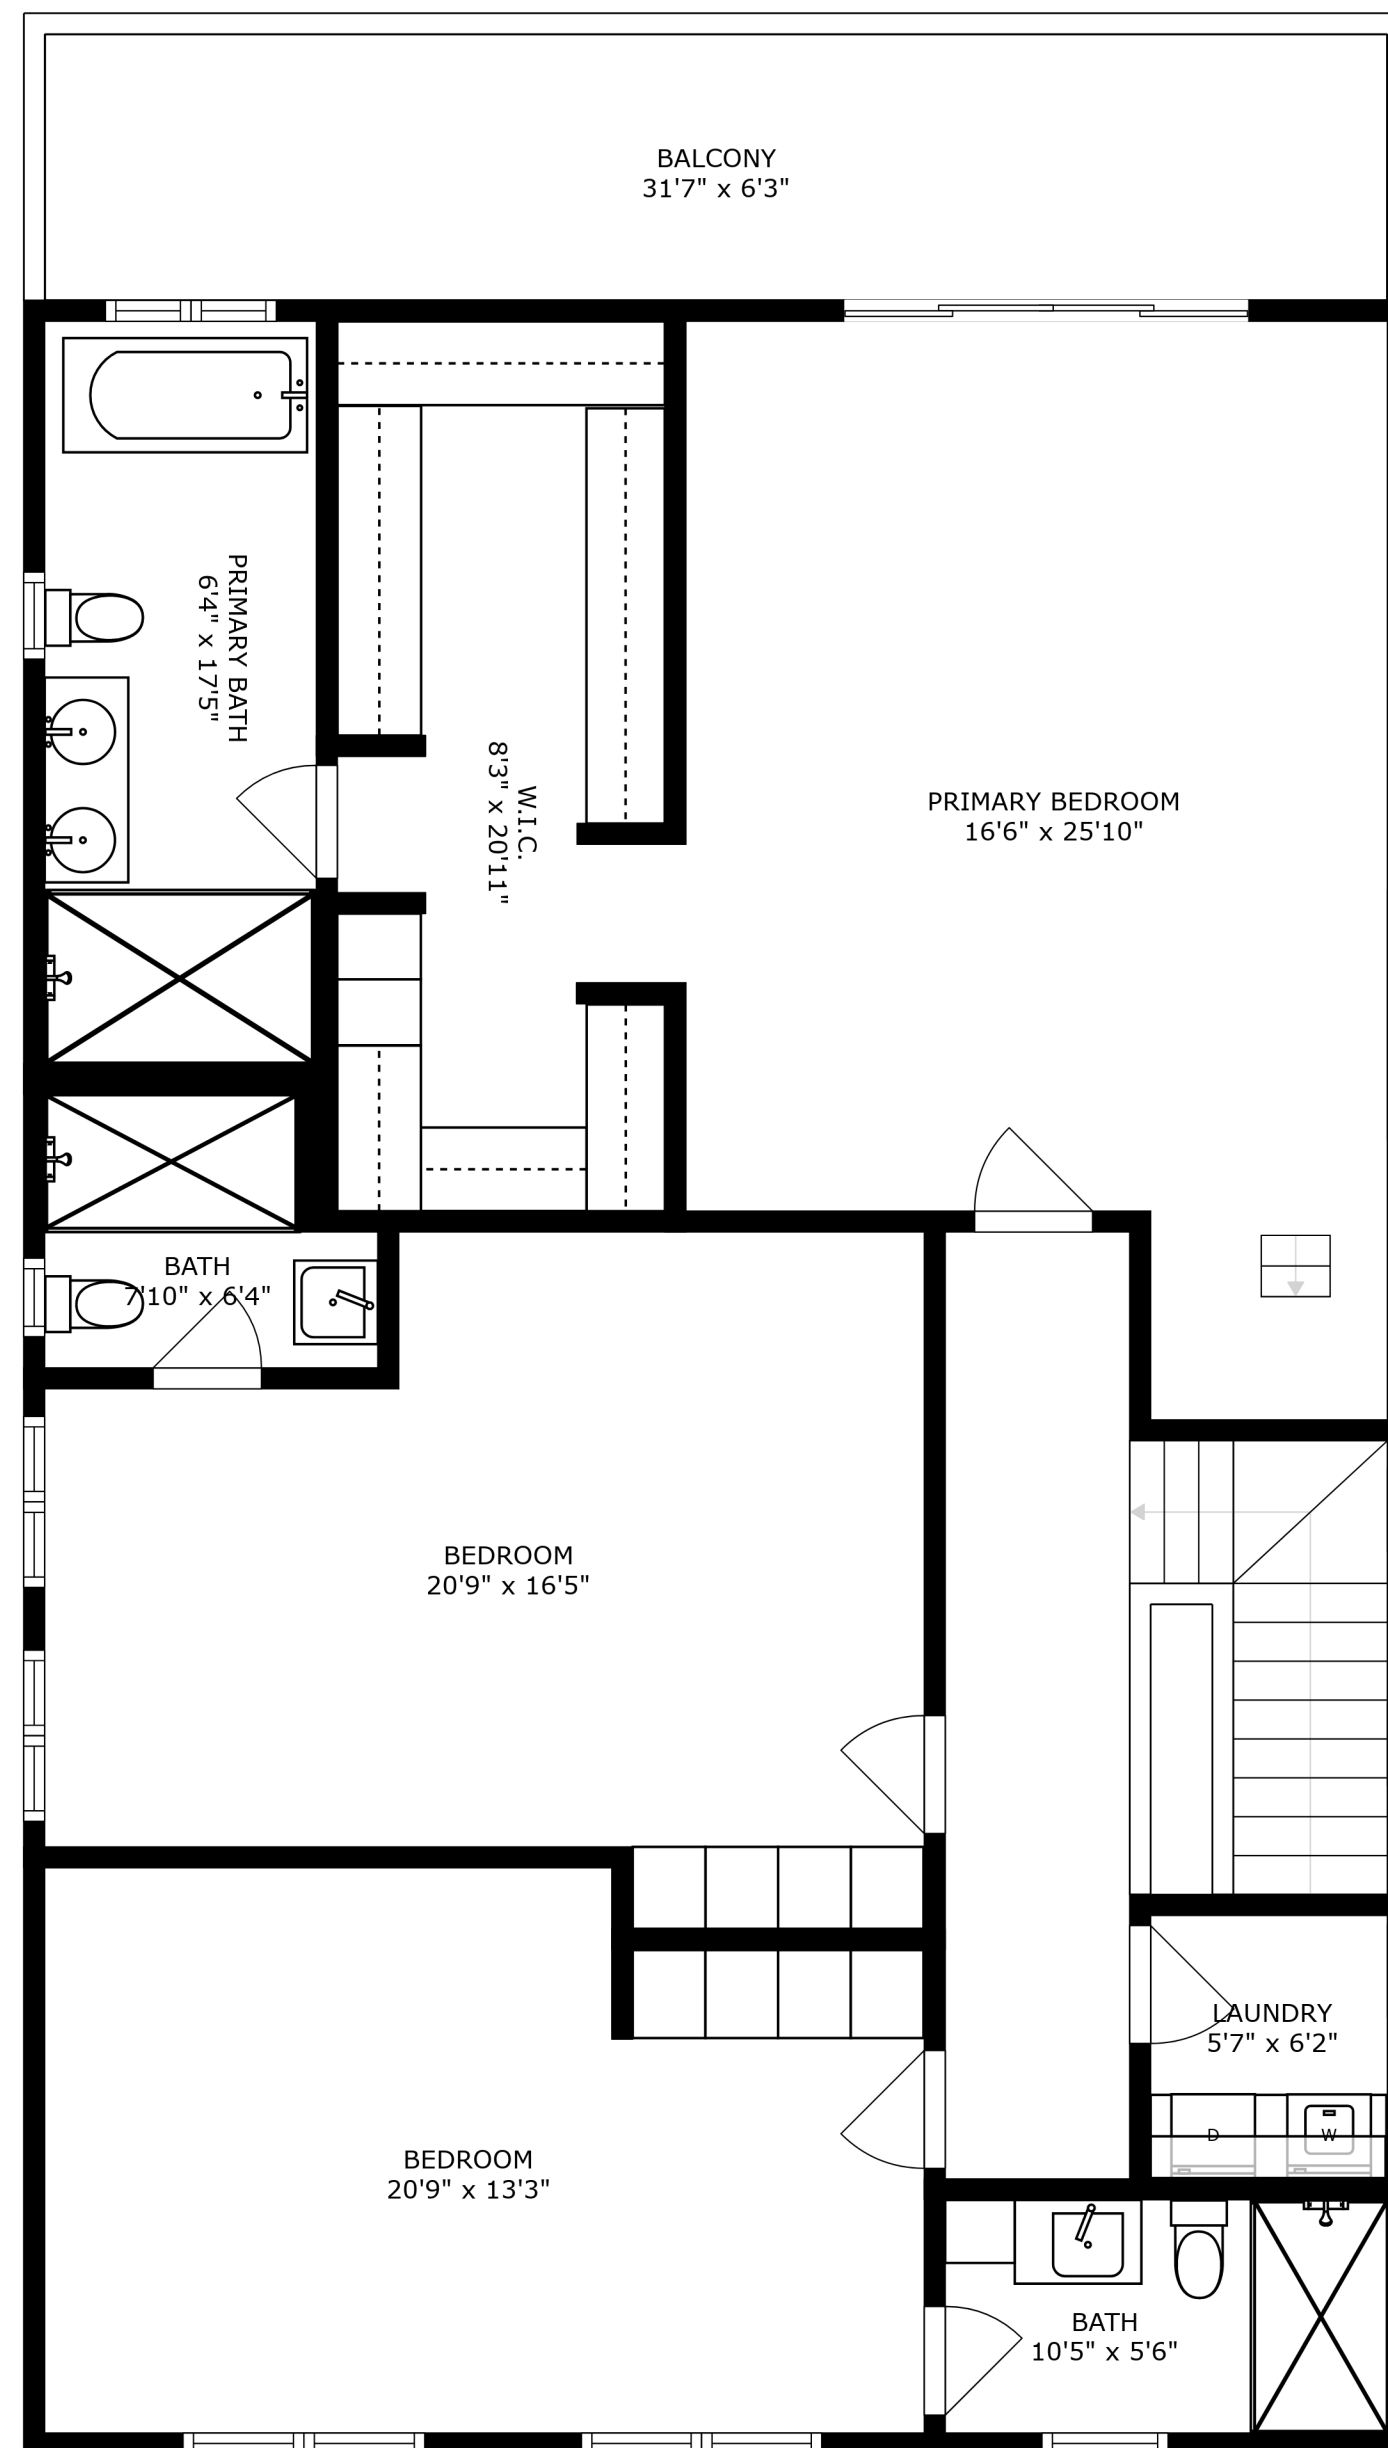 BALCONY
31'7" x 6'3"
PRIMARY BATH
6'4" x 17'5"
W.I.C.
8'3" x 20'11"
PRIMARY BEDROOM
16'6" x 25'10"
BATH
7'10" x 6'4"
BEDROOM
20'9" x 16'5"
LAUNDRY
5'7" x 6'2"
D
W
BEDROOM
20'9" x 13'3"
BATH
10'5" x 5'6"